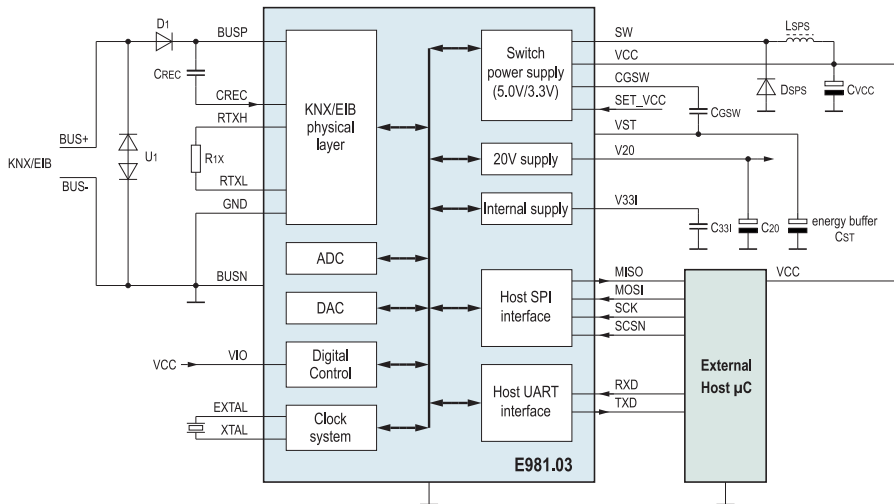 D1
BUSP
CREC
CREC
RTXH
R1X
RTXL
GND
BUSN
BUS+
KNX/EIB
BUS-
U1
KNX/EIB
physical
layer
ADC
DAC
VCC
VIO
Digital
Control
EXTAL
XTAL
Clock
system
Switch
power supply
(5.0V/3.3V)
20V supply
Internal supply
Host SPI
interface
Host UART
interface
E981.03
SW
VCC
CGSW
SET_VCC
VST
V20
V33I
LSPS
DSPS
CVCC
CGSW
C33I
C20
energy buffer
CST
MISO
MOSI
SCK
SCSN
RXD
TXD
VCC
External
Host µC